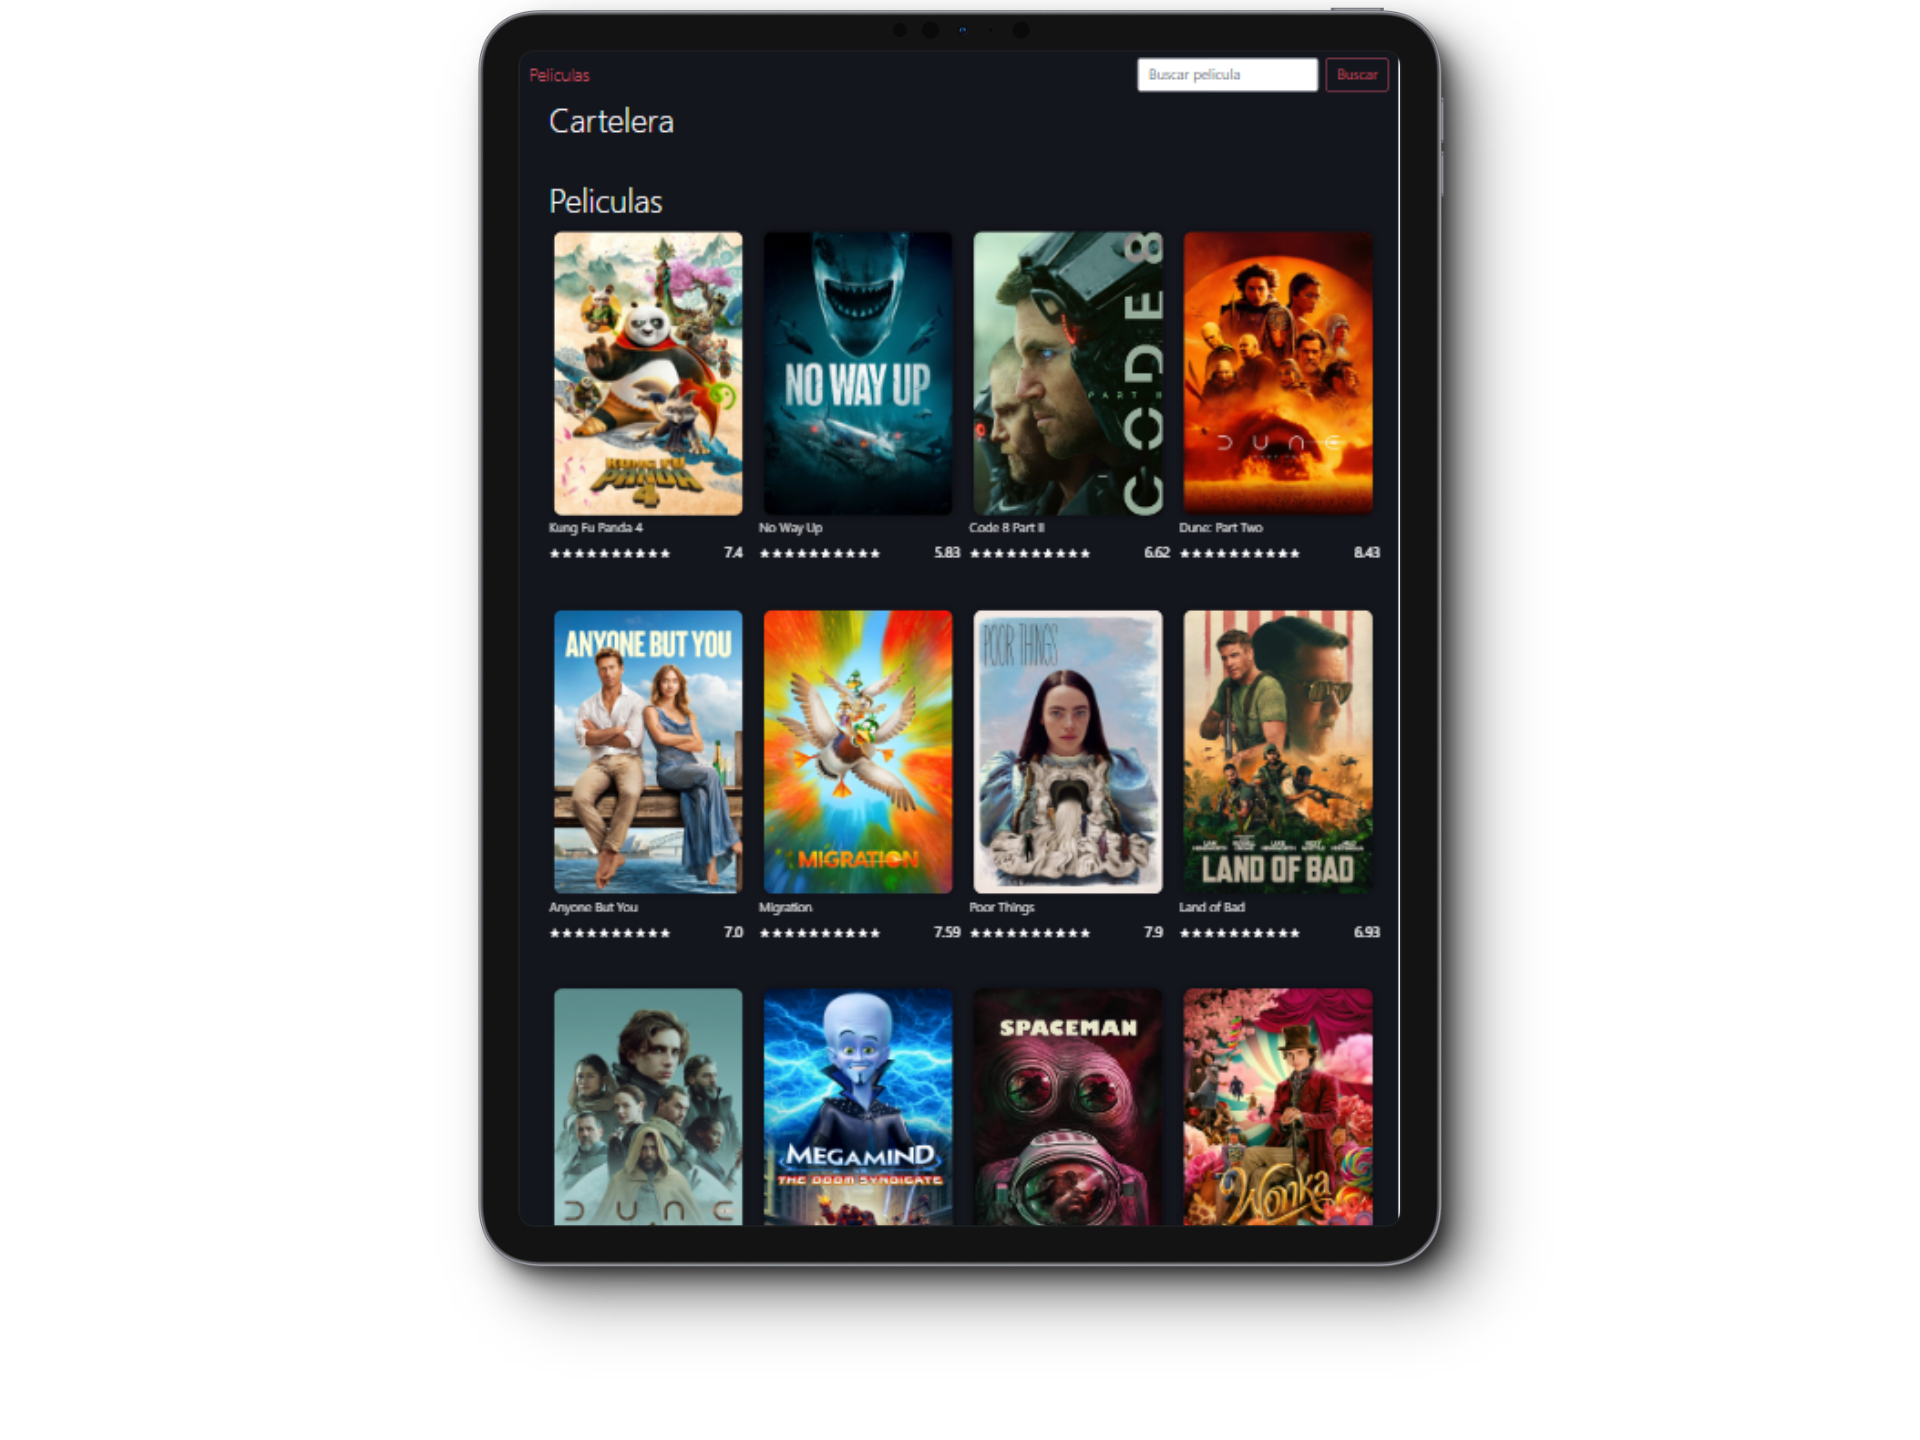 Peliculas
Buscar pelicula
Buscar
Cartelera
Peliculas
KUNG FU
PANDA
4
NO WAY UP
CODE 8
PART II
DUNE
Kung Fu Panda 4
No Way Up
Code 8 Part II
Dune: Part Two
7.4
5.83
6.62
8.43
ANYONE BUT YOU
MIGRATION
POOR THINGS
LAND OF BAD
Anyone But You
Migration
Poor Things
Land of Bad
7.0
7.59
7.9
6.93
DUNE
MEGAMIND
THE DOOM SYNDICATE
SPACEMAN
Wonka